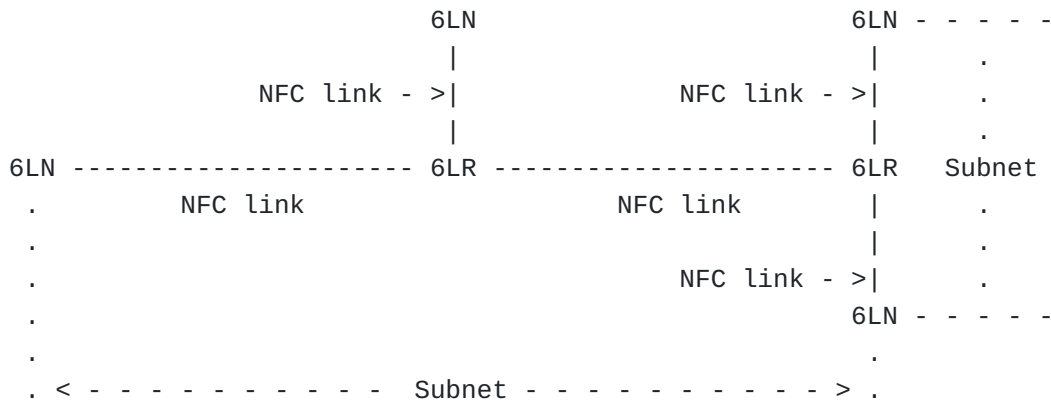 6LN 6LN - - - - -
| | .
NFC link - >| NFC link - >| .
| | .
6LN ---------------------- 6LR ---------------------- 6LR Subnet
. NFC link NFC link | .
. | .
. NFC link - >| .
. 6LN - - - - -
. .
. < - - - - - - - - - - Subnet - - - - - - - - - - > .